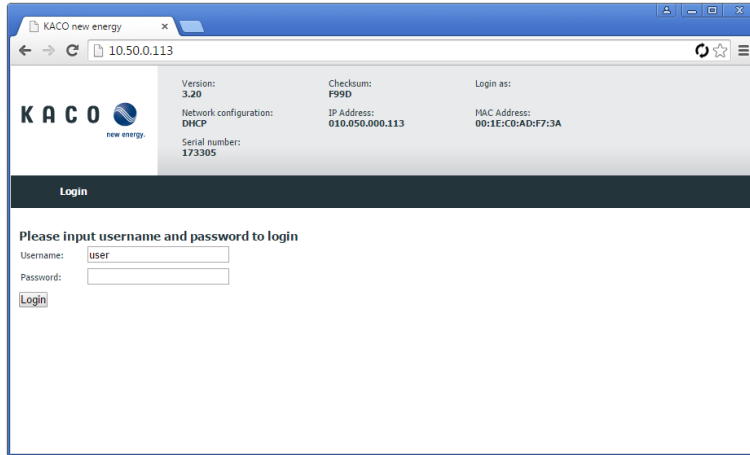 KACO new energy
10.50.0.113
KACO
new energy.
Version:
3.20
Checksum:
F99D
Login as:
Network configuration:
DHCP
IP Address:
010.050.000.113
MAC Address:
00:1E:C0:AD:F7:3A
Serial number:
173305
Login
Please input username and password to login
Username: user
Password:
Login